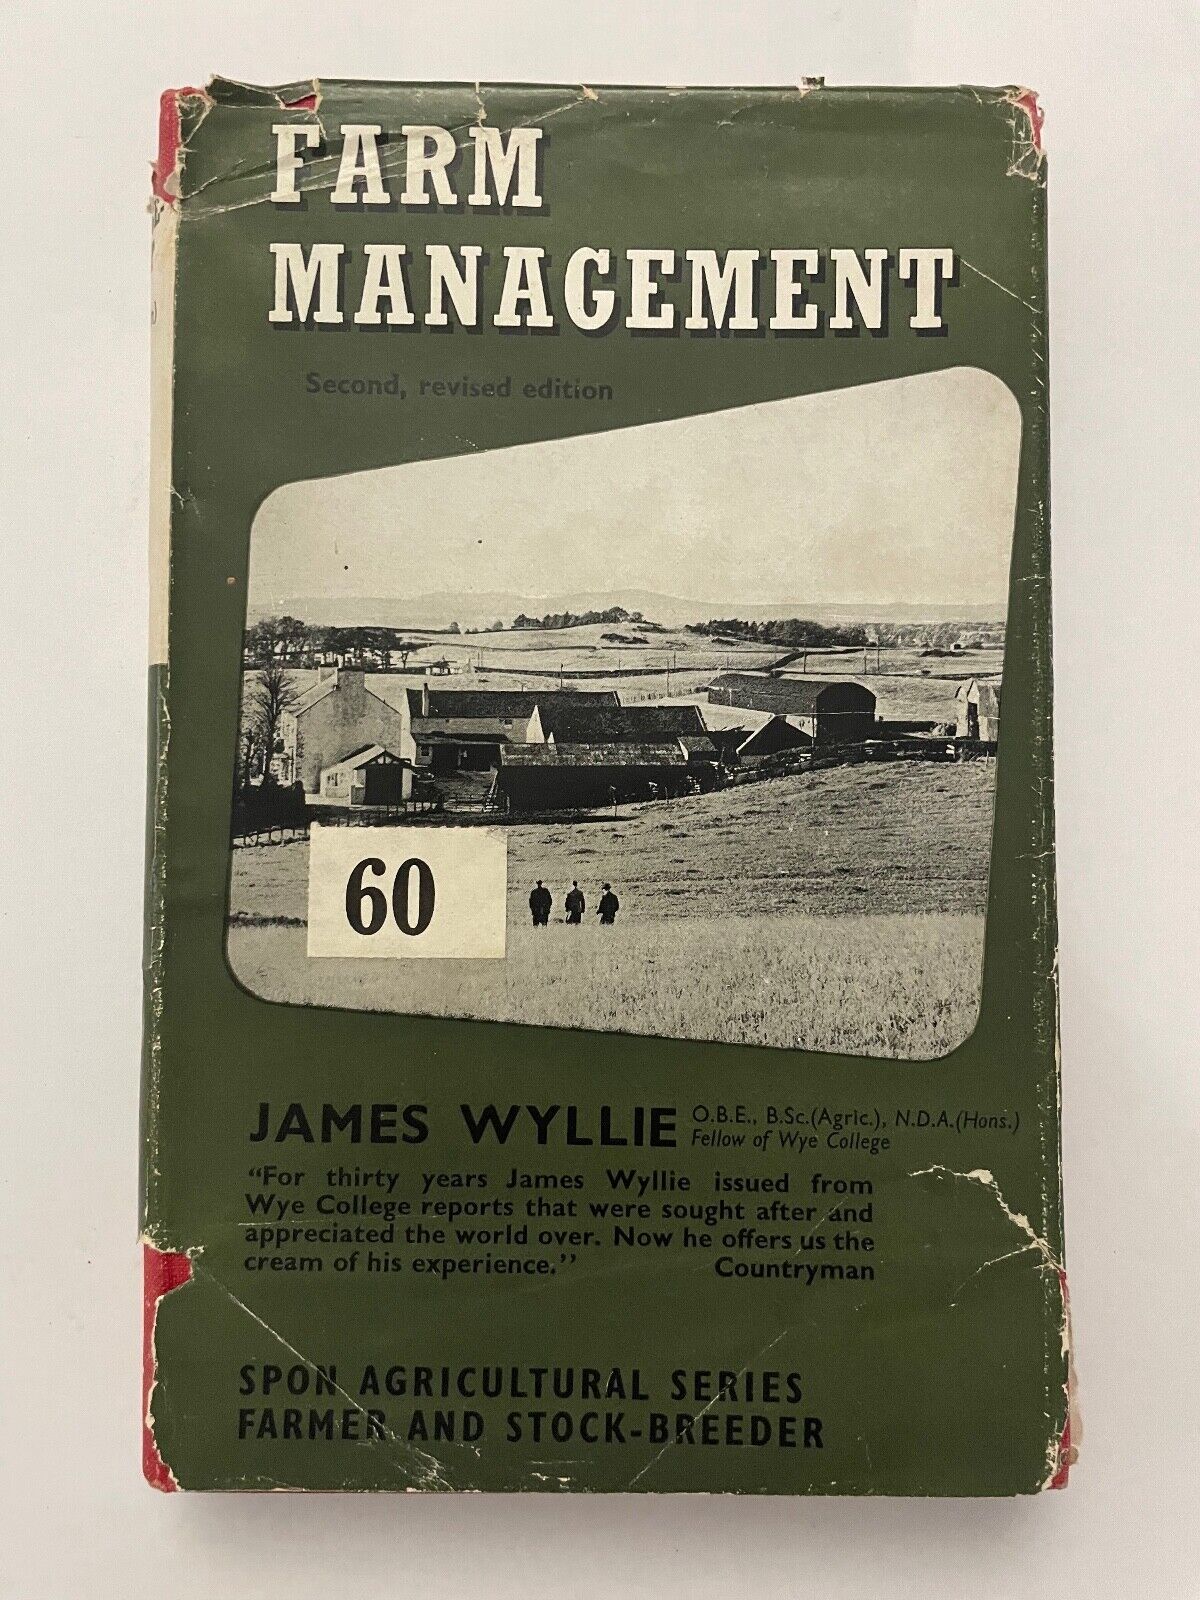 FARM
MANAGEMENT
Second, revised edition
60
JAMES WYLLIE O.B.E., B.Sc.(Agric.), N.D.A.(Hons.)
Fellow of Wye College
"For thirty years James Wyllie issued from
Wye College reports that were sought after and
appreciated the world over. Now he offers us the
cream of his experience." Countryman
SPON AGRICULTURAL SERIES
FARMER AND STOCK-BREEDER